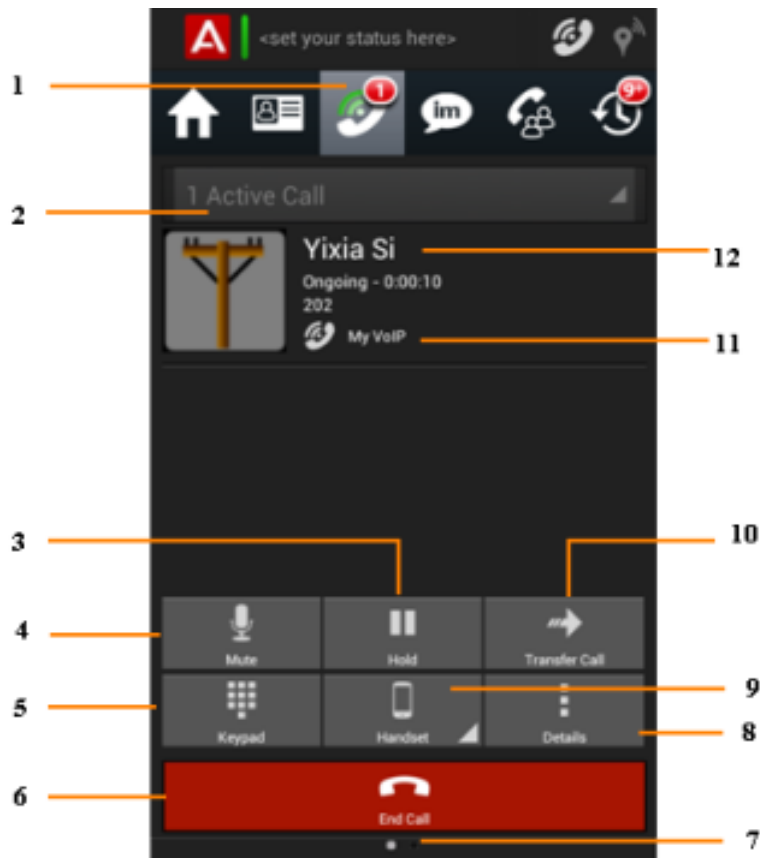 A <set your status here>
1
1 9+
im
1 Active Call
2
Yixia Si 12
Ongoing - 0:00:10
202
My VoIP 11
3 10
4 Mute Hold Transfer Call
9
5 8
Keypad Handset Details
6
End Call
7